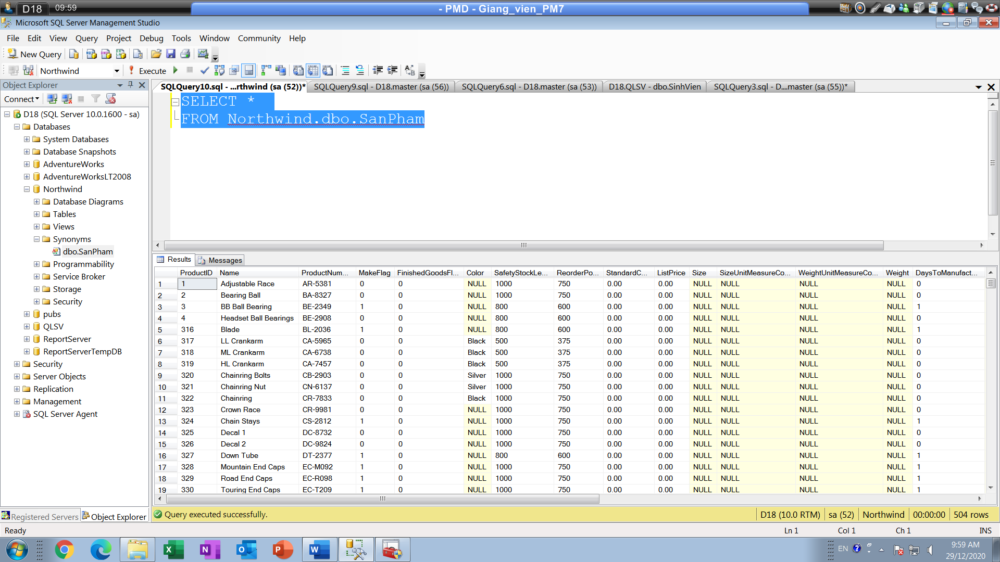 D18 09:59 - PMD - Giang_vien_PM7
Microsoft SQL Server Management Studio
File Edit View Query Project Debug Tools Window Community Help
New Query
Northwind Execute
Object Explorer
Connect
D18 (SQL Server 10.0.1600 - sa)
Databases
System Databases
Database Snapshots
AdventureWorks
AdventureWorksLT2008
Northwind
Database Diagrams
Tables
Views
Synonyms
dbo.SanPham
Programmability
Service Broker
Storage
Security
pubs
QLSV
ReportServer
ReportServerTempDB
Security
Server Objects
Replication
Management
SQL Server Agent
Registered Servers Object Explorer
SQLQuery10.sql - ...rthwind (sa (52))* SQLQuery9.sql - D18.master (sa (56)) SQLQuery6.sql - D18.master (sa (53)) D18.QLSV - dbo.SinhVien SQLQuery3.sql - D....master (sa (55))*
SELECT *
FROM Northwind.dbo.SanPham
Results Messages
ProductID Name ProductNum... MakeFlag FinishedGoodsFl... Color SafetyStockLe... ReorderPo... StandardC... ListPrice Size SizeUnitMeasureCo... WeightUnitMeasureCo... Weight DaysToManufact...
1 1 Adjustable Race AR-5381 0 0 NULL 1000 750 0.00 0.00 NULL NULL NULL NULL 0
2 2 Bearing Ball BA-8327 0 0 NULL 1000 750 0.00 0.00 NULL NULL NULL NULL 0
3 3 BB Ball Bearing BE-2349 1 0 NULL 800 600 0.00 0.00 NULL NULL NULL NULL 1
4 4 Headset Ball Bearings BE-2908 0 0 NULL 800 600 0.00 0.00 NULL NULL NULL NULL 0
5 316 Blade BL-2036 1 0 NULL 800 600 0.00 0.00 NULL NULL NULL NULL 1
6 317 LL Crankarm CA-5965 0 0 Black 500 375 0.00 0.00 NULL NULL NULL NULL 0
7 318 ML Crankarm CA-6738 0 0 Black 500 375 0.00 0.00 NULL NULL NULL NULL 0
8 319 HL Crankarm CA-7457 0 0 Black 500 375 0.00 0.00 NULL NULL NULL NULL 0
9 320 Chainring Bolts CB-2903 0 0 Silver 1000 750 0.00 0.00 NULL NULL NULL NULL 0
10 321 Chainring Nut CN-6137 0 0 Silver 1000 750 0.00 0.00 NULL NULL NULL NULL 0
11 322 Chainring CR-7833 0 0 Black 1000 750 0.00 0.00 NULL NULL NULL NULL 0
12 323 Crown Race CR-9981 0 0 NULL 1000 750 0.00 0.00 NULL NULL NULL NULL 0
13 324 Chain Stays CS-2812 1 0 NULL 1000 750 0.00 0.00 NULL NULL NULL NULL 1
14 325 Decal 1 DC-8732 0 0 NULL 1000 750 0.00 0.00 NULL NULL NULL NULL 0
15 326 Decal 2 DC-9824 0 0 NULL 1000 750 0.00 0.00 NULL NULL NULL NULL 0
16 327 Down Tube DT-2377 1 0 NULL 800 600 0.00 0.00 NULL NULL NULL NULL 1
17 328 Mountain End Caps EC-M092 1 0 NULL 1000 750 0.00 0.00 NULL NULL NULL NULL 1
18 329 Road End Caps EC-R098 1 0 NULL 1000 750 0.00 0.00 NULL NULL NULL NULL 1
19 330 Touring End Caps EC-T209 1 0 NULL 1000 750 0.00 0.00 NULL NULL NULL NULL 1
Query executed successfully. D18 (10.0 RTM) sa (52) Northwind 00:00:00 504 rows
Ready Ln 1 Col 1 Ch 1 INS
EN 9:59 AM
29/12/2020